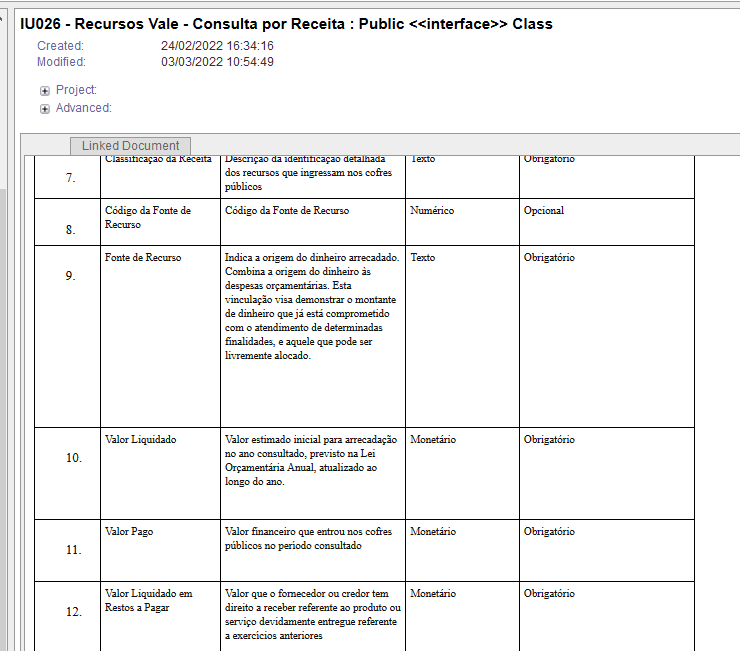 IU026 - Recursos Vale - Consulta por Receita : Public <<interface>> Class
Created: 24/02/2022 16:34:16
Modified: 03/03/2022 10:54:49
Project:
Advanced:
Linked Document
7.
Classificação da Receita
Descrição da identificação detalhada
dos recursos que ingressam nos cofres
públicos
Texto
Obrigatório
8.
Código da Fonte de
Recurso
Código da Fonte de Recurso
Numérico
Opcional
9.
Fonte de Recurso
Indica a origem do dinheiro arrecadado.
Combina a origem do dinheiro às
despesas orçamentárias. Esta
vinculação visa demonstrar o montante
de dinheiro que já está comprometido
com o atendimento de determinadas
finalidades, e aquele que pode ser
livremente alocado.
Texto
Obrigatório
10.
Valor Liquidado
Valor estimado inicial para arrecadação
no ano consultado, previsto na Lei
Orçamentária Anual, atualizado ao
longo do ano.
Monetário
Obrigatório
11.
Valor Pago
Valor financeiro que entrou nos cofres
públicos no período consultado
Monetário
Obrigatório
12.
Valor Liquidado em
Restos a Pagar
Valor que o fornecedor ou credor tem
direito a receber referente ao produto ou
serviço devidamente entregue referente
a exercícios anteriores
Monetário
Obrigatório